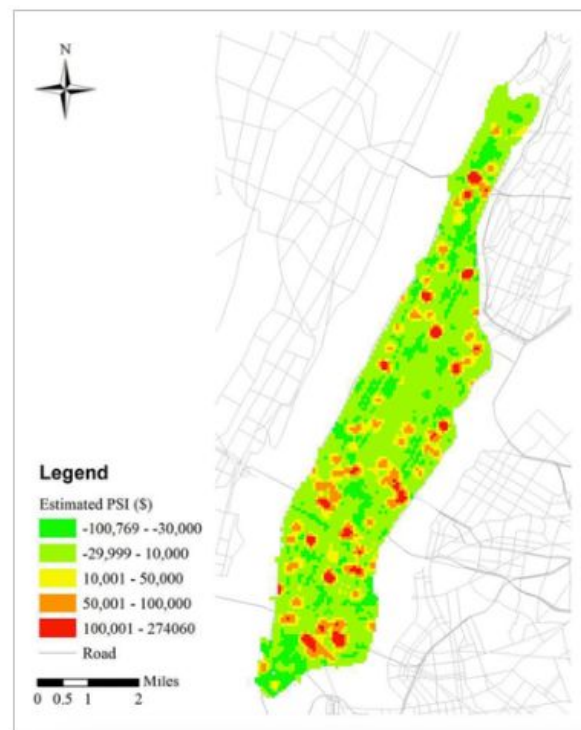 N
Legend
Estimated PSI ($)
-100,769 - -30,000
-29,999 - 10,000
10,001 - 50,000
50,001 - 100,000
100,001 - 274060
Road
Miles
0 0.5 1 2